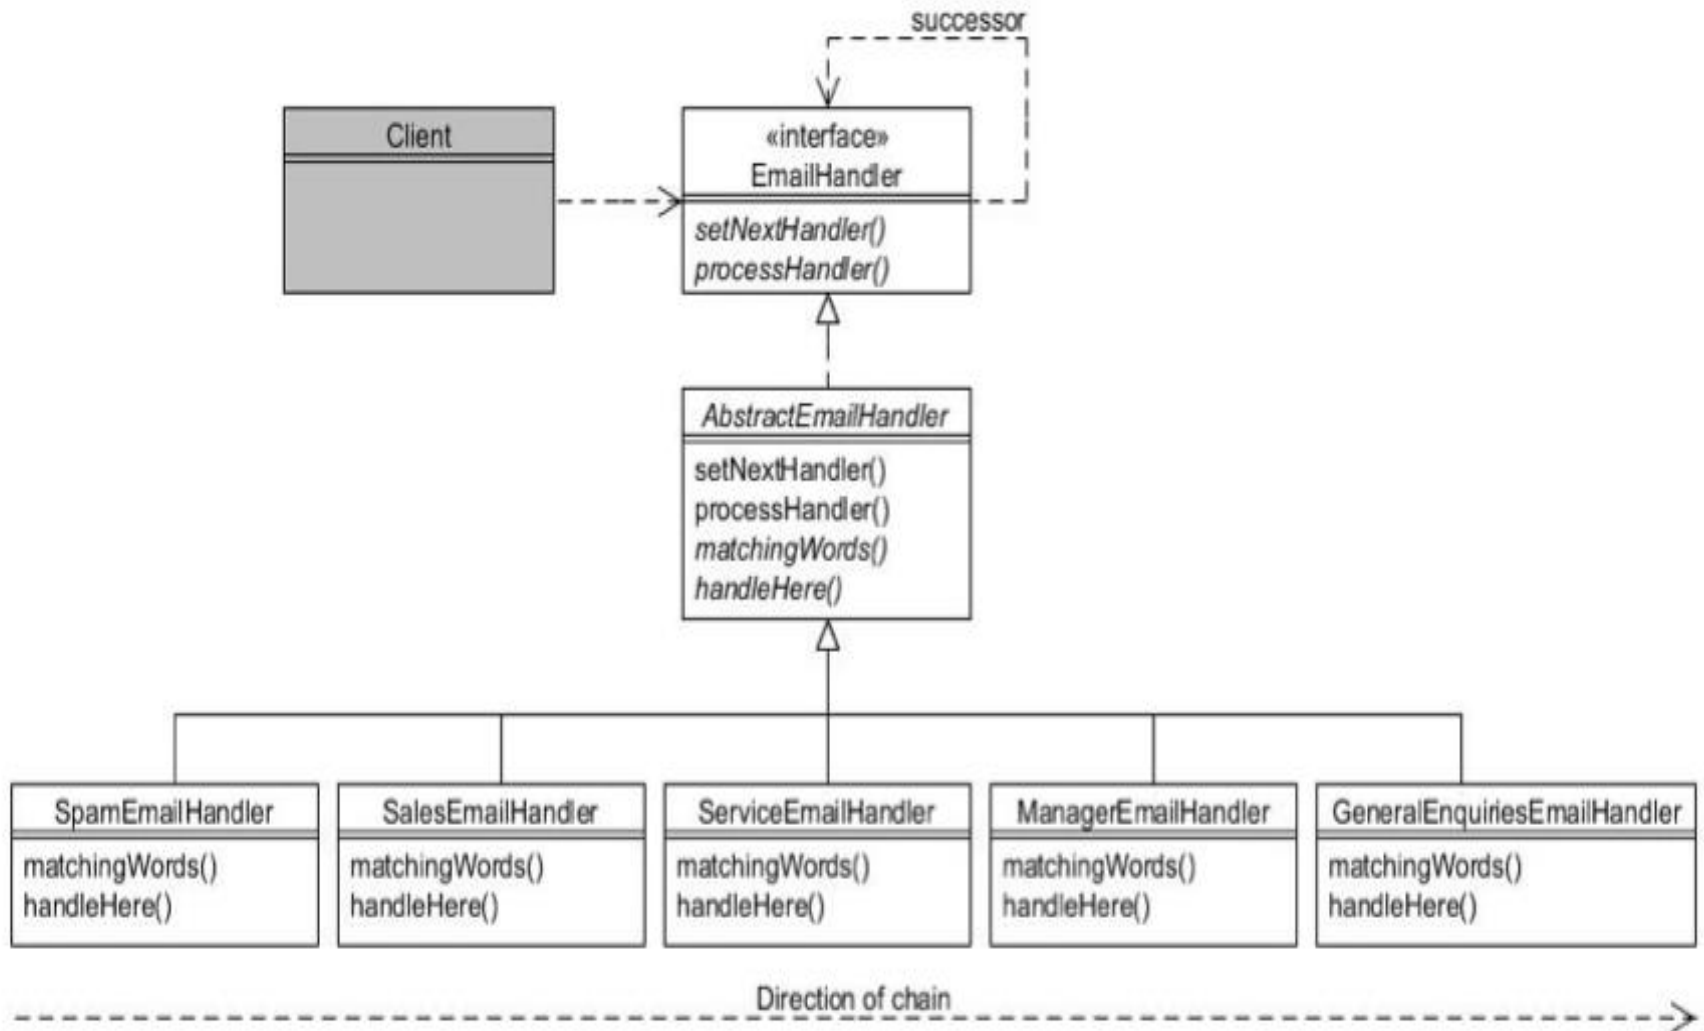 successor
Client
«interface»
EmailHandler
setNextHandler()
processHandler()
AbstractEmailHandler
setNextHandler()
processHandler()
matchingWords()
handleHere()
SpamEmailHandler
matchingWords()
handleHere()
SalesEmailHandler
matchingWords()
handleHere()
ServiceEmailHandler
matchingWords()
handleHere()
ManagerEmailHandler
matchingWords()
handleHere()
GeneralEnquiriesEmailHandler
matchingWords()
handleHere()
Direction of chain